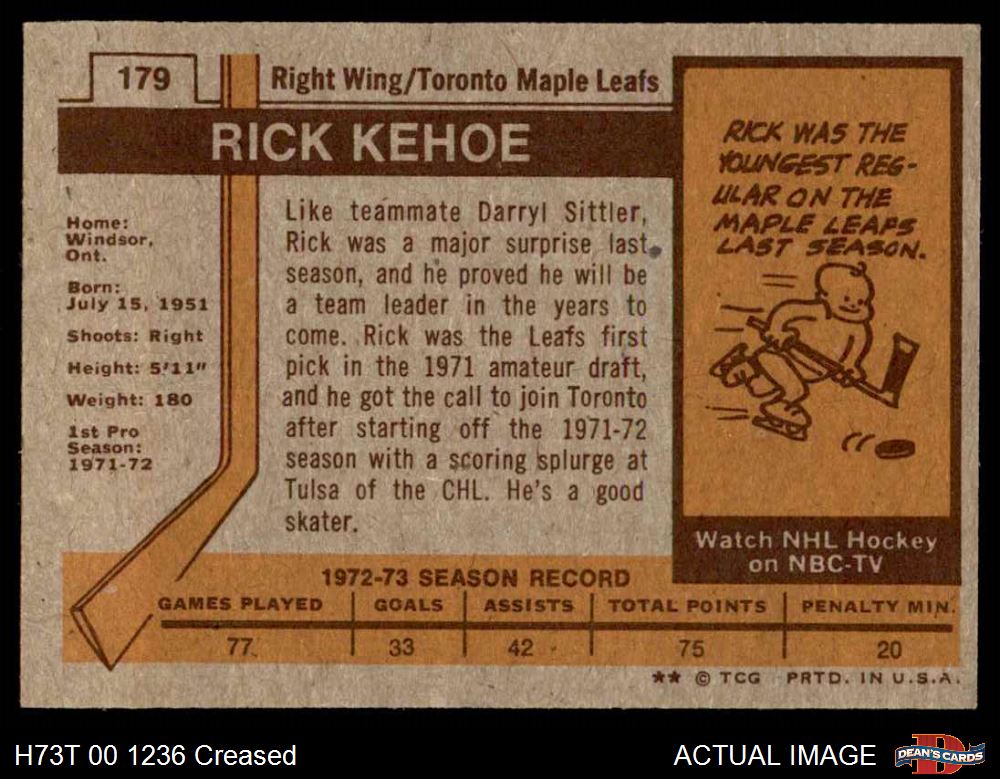 179
Right Wing/Toronto Maple Leafs
RICK KEHOE
Home:
Windsor,
Ont.
Born:
July 15, 1951
Shoots: Right
Height: 5'11"
Weight: 180
1st Pro
Season:
1971-72
Like teammate Darryl Sittler,
Rick was a major surprise last
season, and he proved he will be
a team leader in the years to
come. Rick was the Leafs first
pick in the 1971 amateur draft,
and he got the call to join Toronto
after starting off the 1971-72
season with a scoring splurge at
Tulsa of the CHL. He's a good
skater.
RICK WAS THE
YOUNGEST REG-
ULAR ON THE
MAPLE LEAFS
LAST SEASON.
Watch NHL Hockey
on NBC-TV
1972-73 SEASON RECORD
GAMES PLAYED GOALS ASSISTS TOTAL POINTS PENALTY MIN.
77 33 42 75 20
** © TCG PRTD. IN U.S.A.
H73T 00 1236 Creased
ACTUAL IMAGE
DEAN'S CARDS